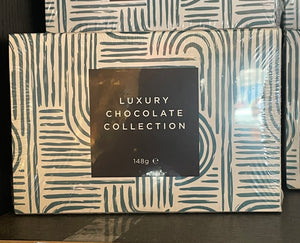 LUXURY
CHOCOLATE
COLLECTION
148g ℮